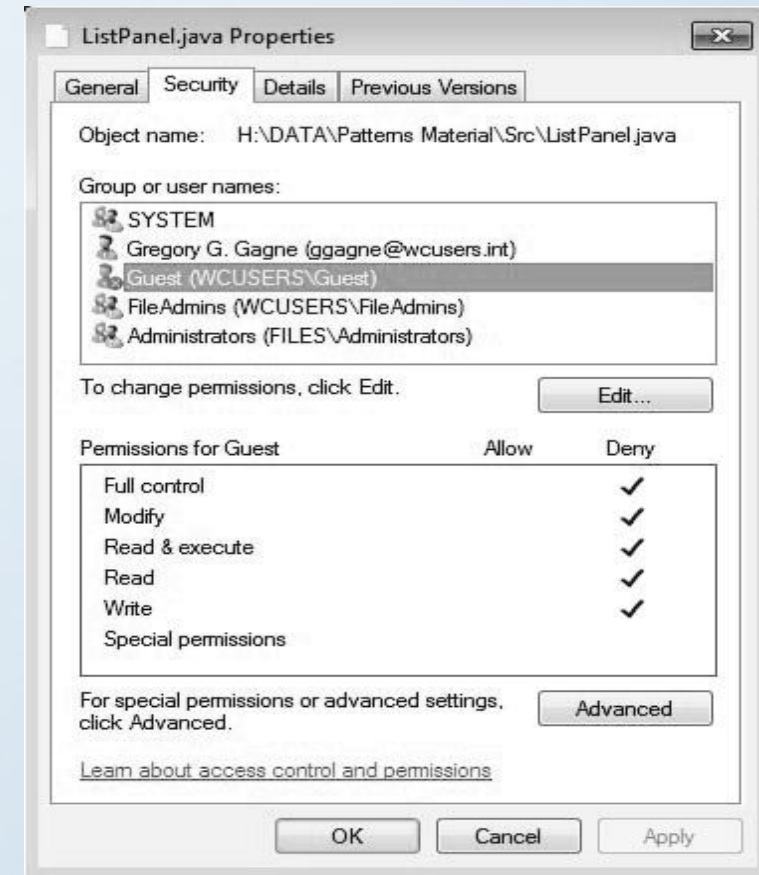 ListPanel.java Properties
General Security Details Previous Versions
Object name: H:\DATA\Patterns Material\Src\ListPanel.java
Group or user names:
SYSTEM
Gregory G. Gagne (ggagne@wcusers.int)
Guest (WCUSERS\Guest)
FileAdmins (WCUSERS\FileAdmins)
Administrators (FILES\Administrators)
To change permissions, click Edit.
Edit...
Permissions for Guest Allow Deny
Full control
Modify
Read & execute
Read
Write
Special permissions
For special permissions or advanced settings,
click Advanced.
Advanced
Learn about access control and permissions
OK Cancel Apply